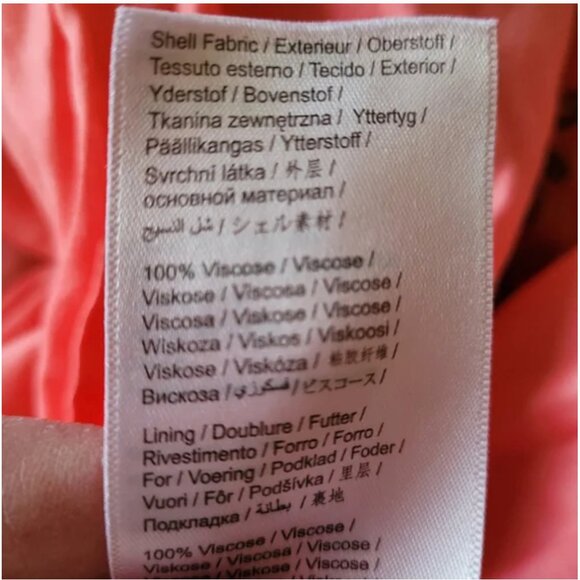 Shell Fabric / Exterieur / Oberstoff /
Tessuto esterno / Tecido / Exterior /
Yderstof / Bovenstof /
Tkanina zewnętrzna / Yttertyg /
Päällikangas / Ytterstoff /
Svrchní látka / 外层 /
основной материал /
شل النسيج / シェル素材 /
100% Viscose / Viscose /
Viskose / Viscosa / Viscose /
Viscosa / Viskose / Viscose /
Wiskoza / Viskos / Viskoosi /
Viskose / Viskóza / 粘胶纤维 /
Вискоза / فسكوزي / ビスコース /
Lining / Doublure / Futter /
Rivestimento / Forro / Forro /
For / Voering / Podklad / Foder /
Vuori / Fôr / Podšívka / 里层 /
Подкладка / بطانة / 裏地
100% Viscose / Viscose /
Viskose / Viscosa / Viscose /